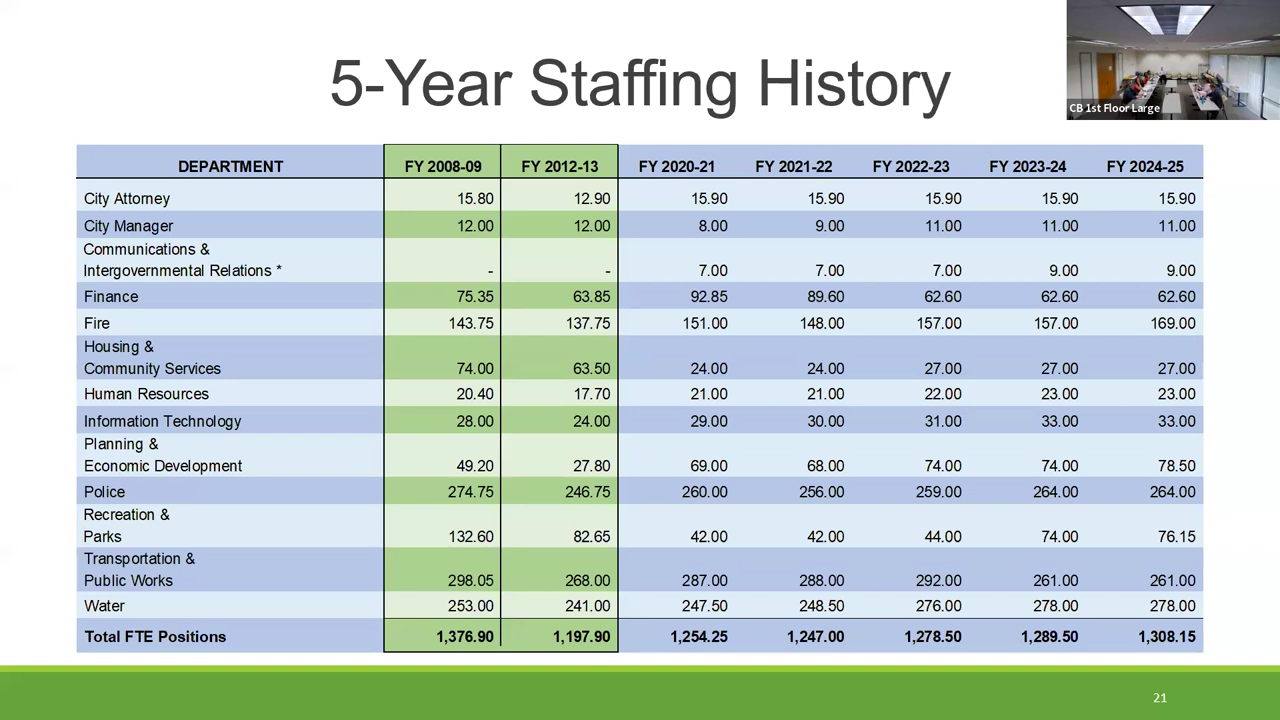 5-Year Staffing History
CB 1st Floor Large
DEPARTMENT FY 2008-09 FY 2012-13 FY 2020-21 FY 2021-22 FY 2022-23 FY 2023-24 FY 2024-25
City Attorney 15.80 12.90 15.90 15.90 15.90 15.90 15.90
City Manager 12.00 12.00 8.00 9.00 11.00 11.00 11.00
Communications &
Intergovernmental Relations * - - 7.00 7.00 7.00 9.00 9.00
Finance 75.35 63.85 92.85 89.60 62.60 62.60 62.60
Fire 143.75 137.75 151.00 148.00 157.00 157.00 169.00
Housing &
Community Services 74.00 63.50 24.00 24.00 27.00 27.00 27.00
Human Resources 20.40 17.70 21.00 21.00 22.00 23.00 23.00
Information Technology 28.00 24.00 29.00 30.00 31.00 33.00 33.00
Planning &
Economic Development 49.20 27.80 69.00 68.00 74.00 74.00 78.50
Police 274.75 246.75 260.00 256.00 259.00 264.00 264.00
Recreation &
Parks 132.60 82.65 42.00 42.00 44.00 74.00 76.15
Transportation &
Public Works 298.05 268.00 287.00 288.00 292.00 261.00 261.00
Water 253.00 241.00 247.50 248.50 276.00 278.00 278.00
Total FTE Positions 1,376.90 1,197.90 1,254.25 1,247.00 1,278.50 1,289.50 1,308.15
21